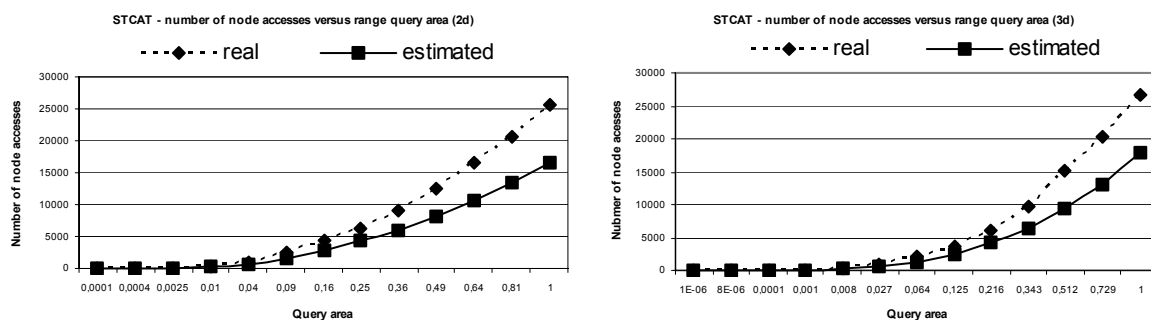 STCAT - number of node accesses versus range query area (2d)
real
estimated
Number of node accesses
30000
25000
20000
15000
10000
5000
0
0,0001 0,0004 0,0025 0,01 0,04 0,09 0,16 0,25 0,36 0,49 0,64 0,81 1
Query area
STCAT - number of node accesses versus range query area (3d)
real
estimated
Nubmer of node accesses
30000
25000
20000
15000
10000
5000
0
1E-06 8E-06 0,0001 0,001 0,008 0,027 0,064 0,125 0,216 0,343 0,512 0,729 1
Query area